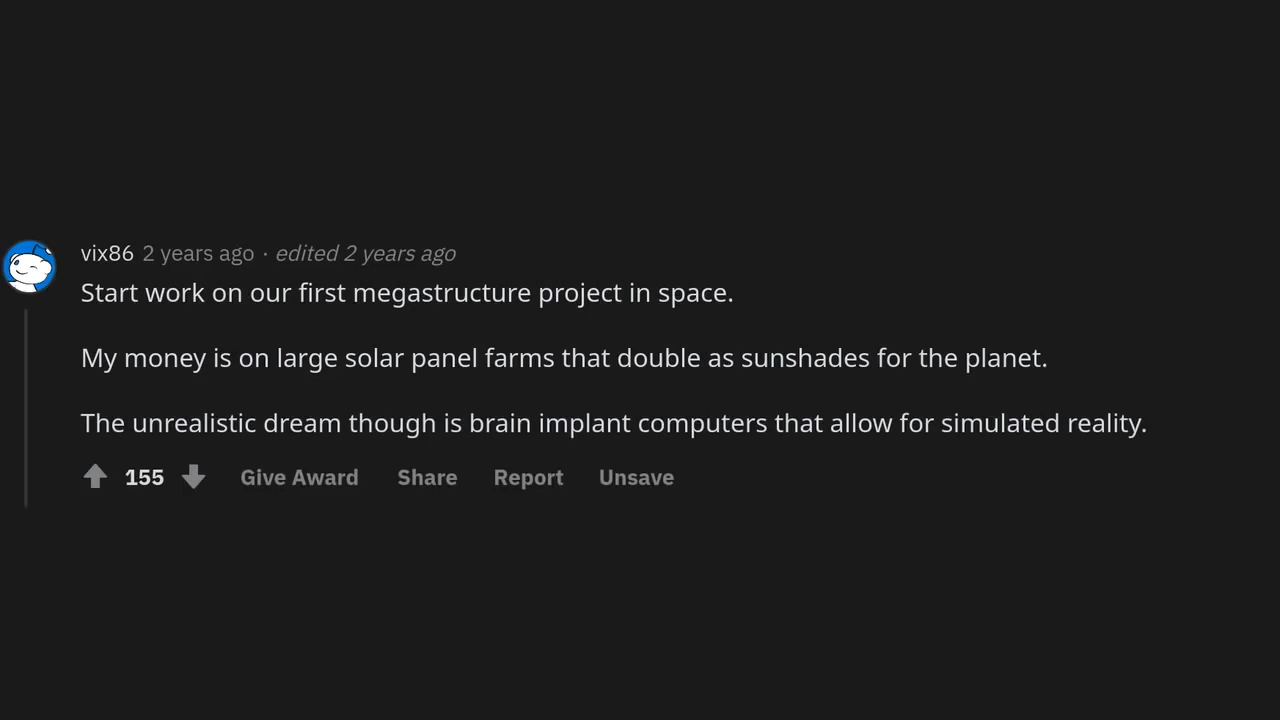 vix86 2 years ago · edited 2 years ago
Start work on our first megastructure project in space.
My money is on large solar panel farms that double as sunshades for the planet.
The unrealistic dream though is brain implant computers that allow for simulated reality.
155 Give Award Share Report Unsave